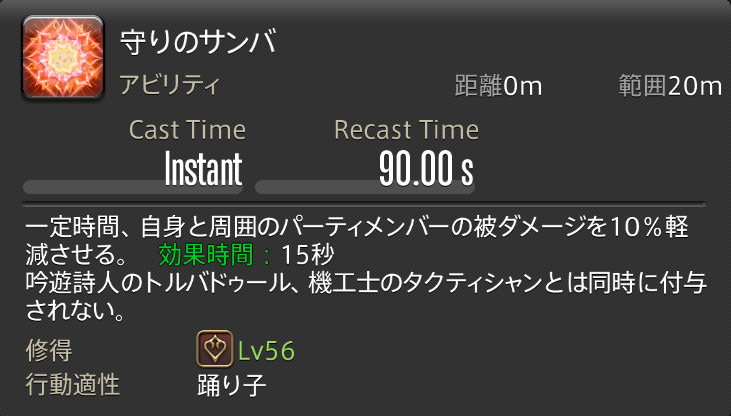 守りのサンバ
アビリティ 距離0m 範囲20m
Cast Time Recast Time
Instant 90.00 s
一定時間、自身と周囲のパーティメンバーの被ダメージを10％軽
減させる。 効果時間：15秒
吟遊詩人のトルバドゥール、機工士のタクティシャンとは同時に付与
されない。
修得 Lv56
行動適性 踊り子